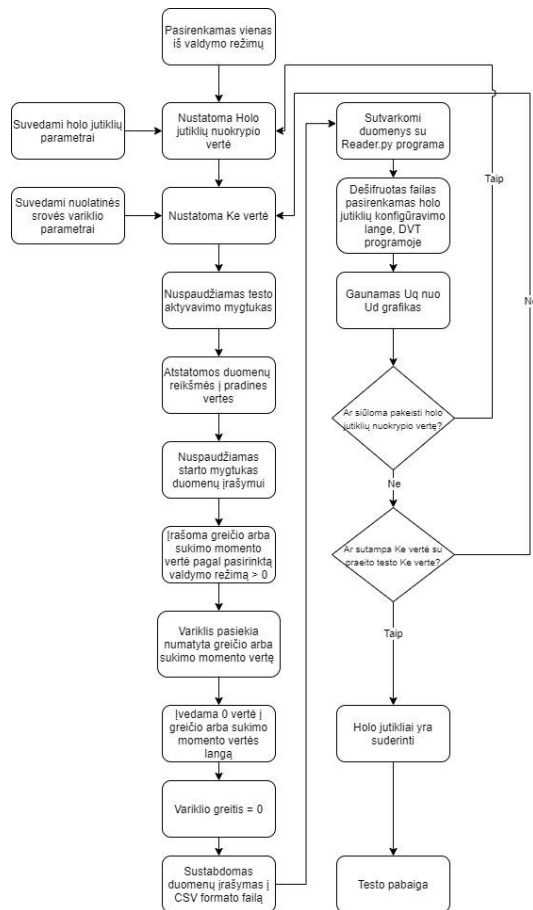 Pasirenkamas vienas
iš valdymo režimų
Suvedami holo jutiklių
parametrai
Nustatoma Holo
jutiklių nuokrypio
vertė
Suvedami nuolatinės
srovės variklio
parametrai
Nustatoma Ke vertė
Nuspaudžiamas testo
aktyvavimo mygtukas
Atstatomos duomenų
reikšmės į pradines
vertes
Nuspaudžiamas
starto mygtukas
duomenų įrašymui
Įrašoma greičio arba
sukimo momento
vertė pagal pasirinktą
valdymo režimą > 0
Variklis pasiekia
numatyta greičio arba
sukimo momento vertę
Įvedama 0 vertė į
greičio arba sukimo
momento vertės
langą
Variklio greitis = 0
Sustabdomas
duomenų įrašymas į
CSV formato failą
Sutvarkomi
duomenys su
Reader.py programa
Dešifruotas failas
pasirenkamas holo
jutiklių konfigūravimo
lange, DVT
programoje
Gaunamas Uq nuo
Ud grafikas
Ar siūloma pakeisti holo
jutiklių nuokrypio vertę?
Taip
Ne
Ar sutampa Ke vertė su
praeito testo Ke verte?
Ne
Taip
Holo jutikliai yra
suderinti
Testo pabaiga